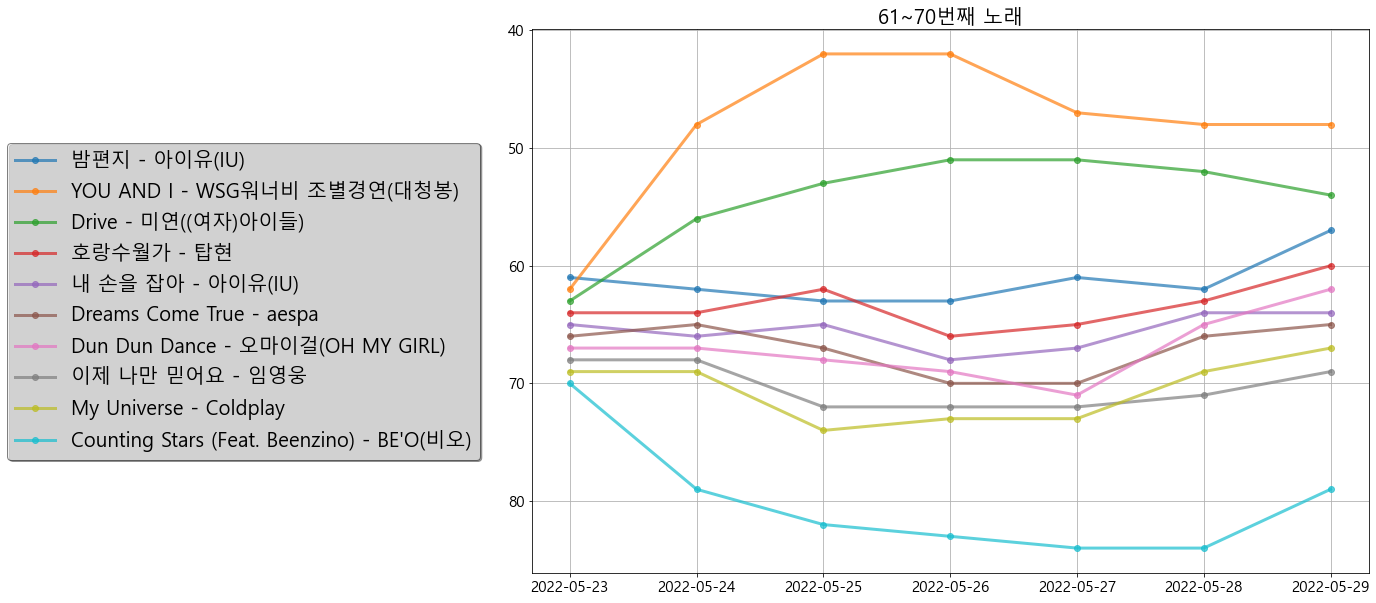 61~70번째 노래
밤편지 - 아이유(IU)
YOU AND I - WSG워너비 조별경연(대청봉)
Drive - 미연((여자)아이들)
호랑수월가 - 탑현
내 손을 잡아 - 아이유(IU)
Dreams Come True - aespa
Dun Dun Dance - 오마이걸(OH MY GIRL)
이제 나만 믿어요 - 임영웅
My Universe - Coldplay
Counting Stars (Feat. Beenzino) - BE'O(비오)
40
50
60
70
80
2022-05-23 2022-05-24 2022-05-25 2022-05-26 2022-05-27 2022-05-28 2022-05-29